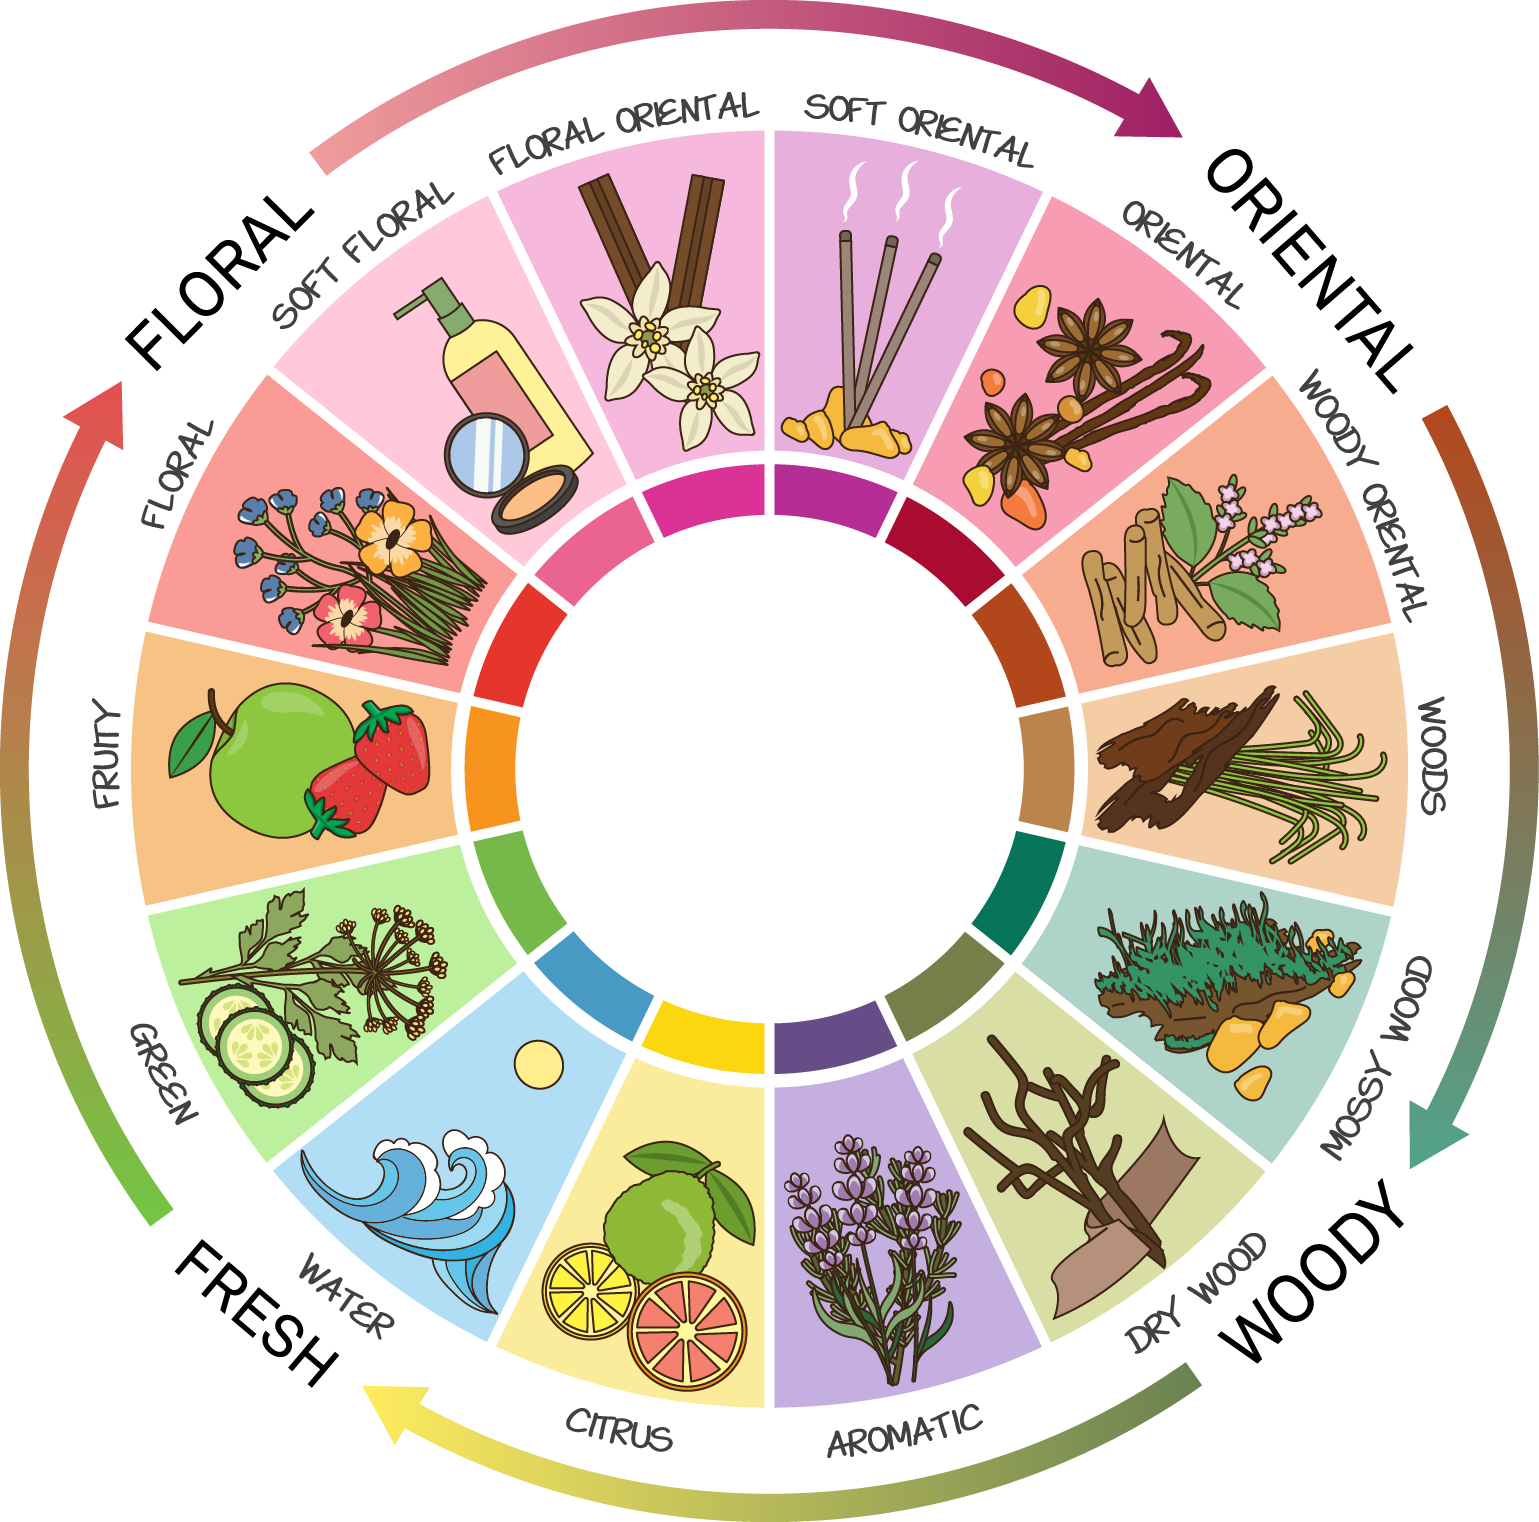 FLORAL ORIENTAL
SOFT ORIENTAL
ORIENTAL
ORIENTAL
WOODY ORIENTAL
WOODS
MOSSY WOOD
WOODY
DRY WOOD
AROMATIC
CITRUS
WATER
FRESH
GREEN
FRUITY
FLORAL
FLORAL
SOFT FLORAL